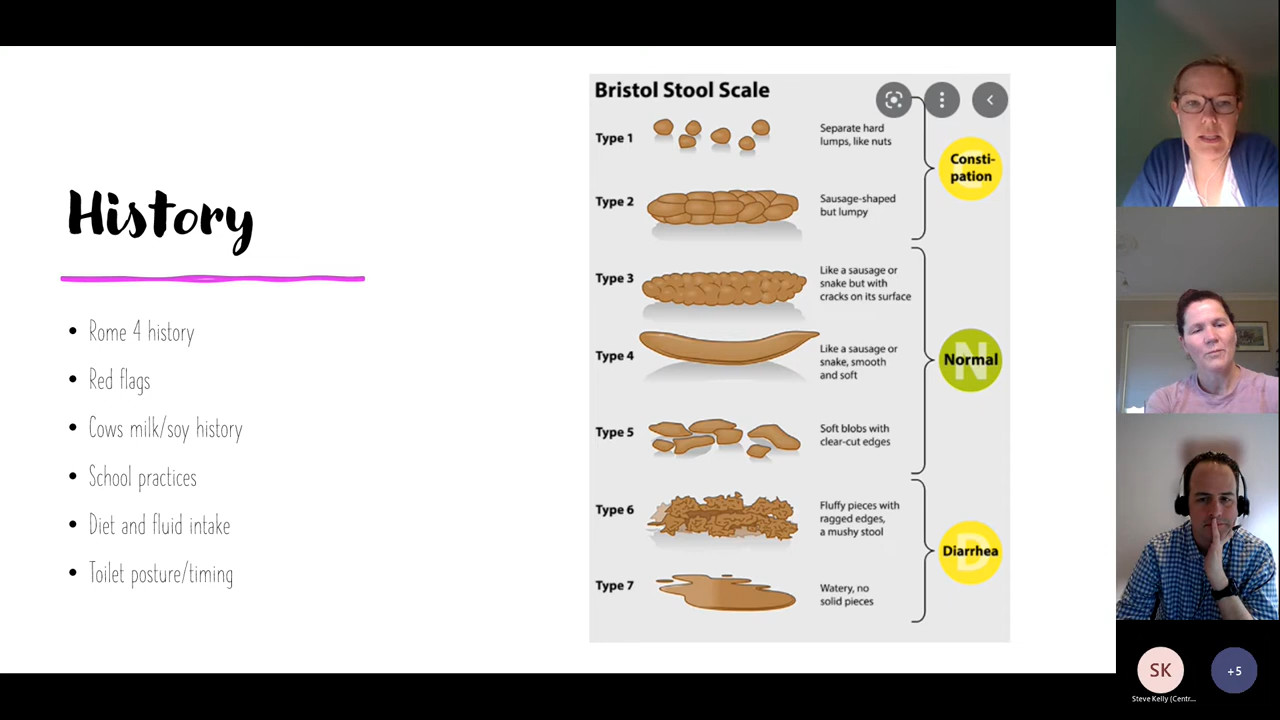 History
Rome 4 history
Red flags
Cows milk/soy history
School practices
Diet and fluid intake
Toilet posture/timing
Bristol Stool Scale
Type 1
Separate hard
lumps, like nuts
Type 2
Sausage-shaped
but lumpy
Consti-
pation
Type 3
Like a sausage or
snake but with
cracks on its surface
Type 4
Like a sausage or
snake, smooth
and soft
N
Normal
Type 5
Soft blobs with
clear-cut edges
Type 6
Fluffy pieces with
ragged edges,
a mushy stool
D
Diarrhea
Type 7
Watery, no
solid pieces
SK
+5
Steve Kelly (Centr...